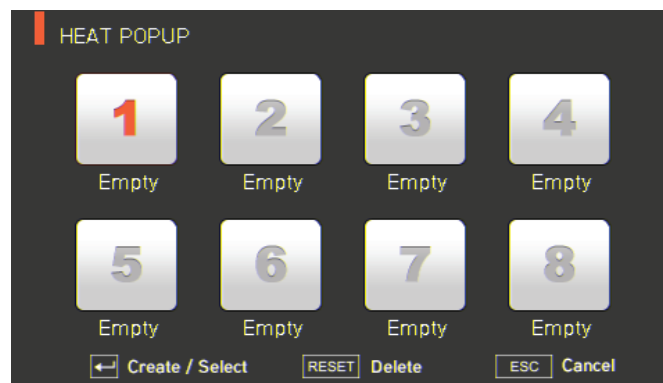 HEAT POPUP
1 2 3 4
Empty Empty Empty Empty
5 6 7 8
Empty Empty Empty Empty
Create / Select RESET Delete ESC Cancel